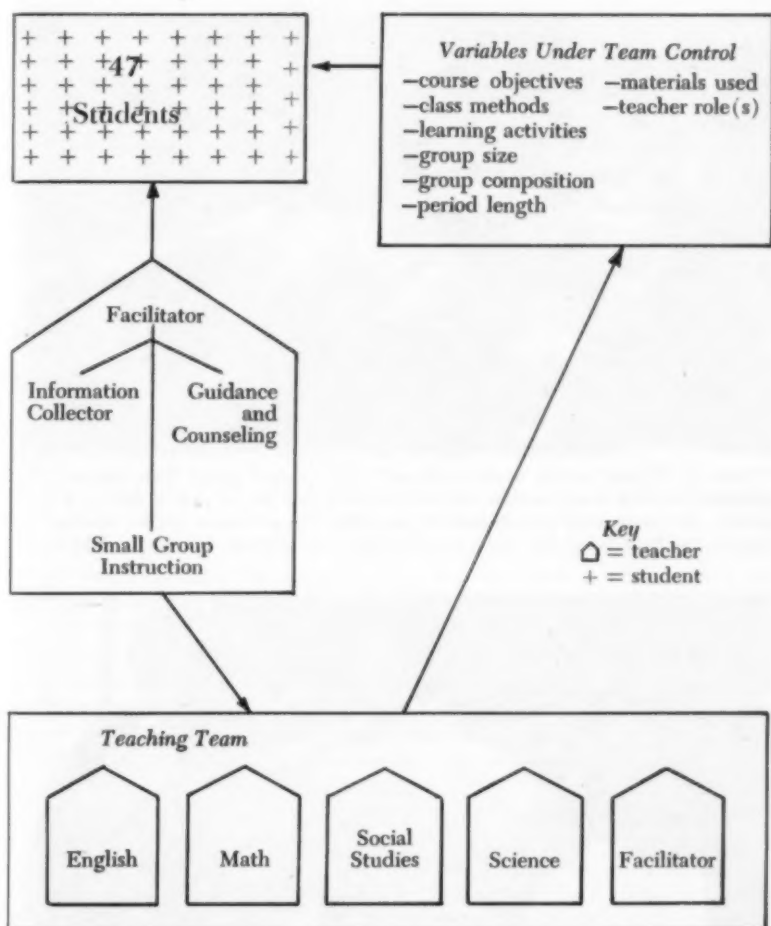 47
Students
Variables Under Team Control
—course objectives —materials used
—class methods —teacher role(s)
—learning activities
—group size
—group composition
—period length
Facilitator
Information
Collector
Guidance
and
Counseling
Small Group
Instruction
Key
= teacher
+ = student
Teaching Team
English
Math
Social
Studies
Science
Facilitator